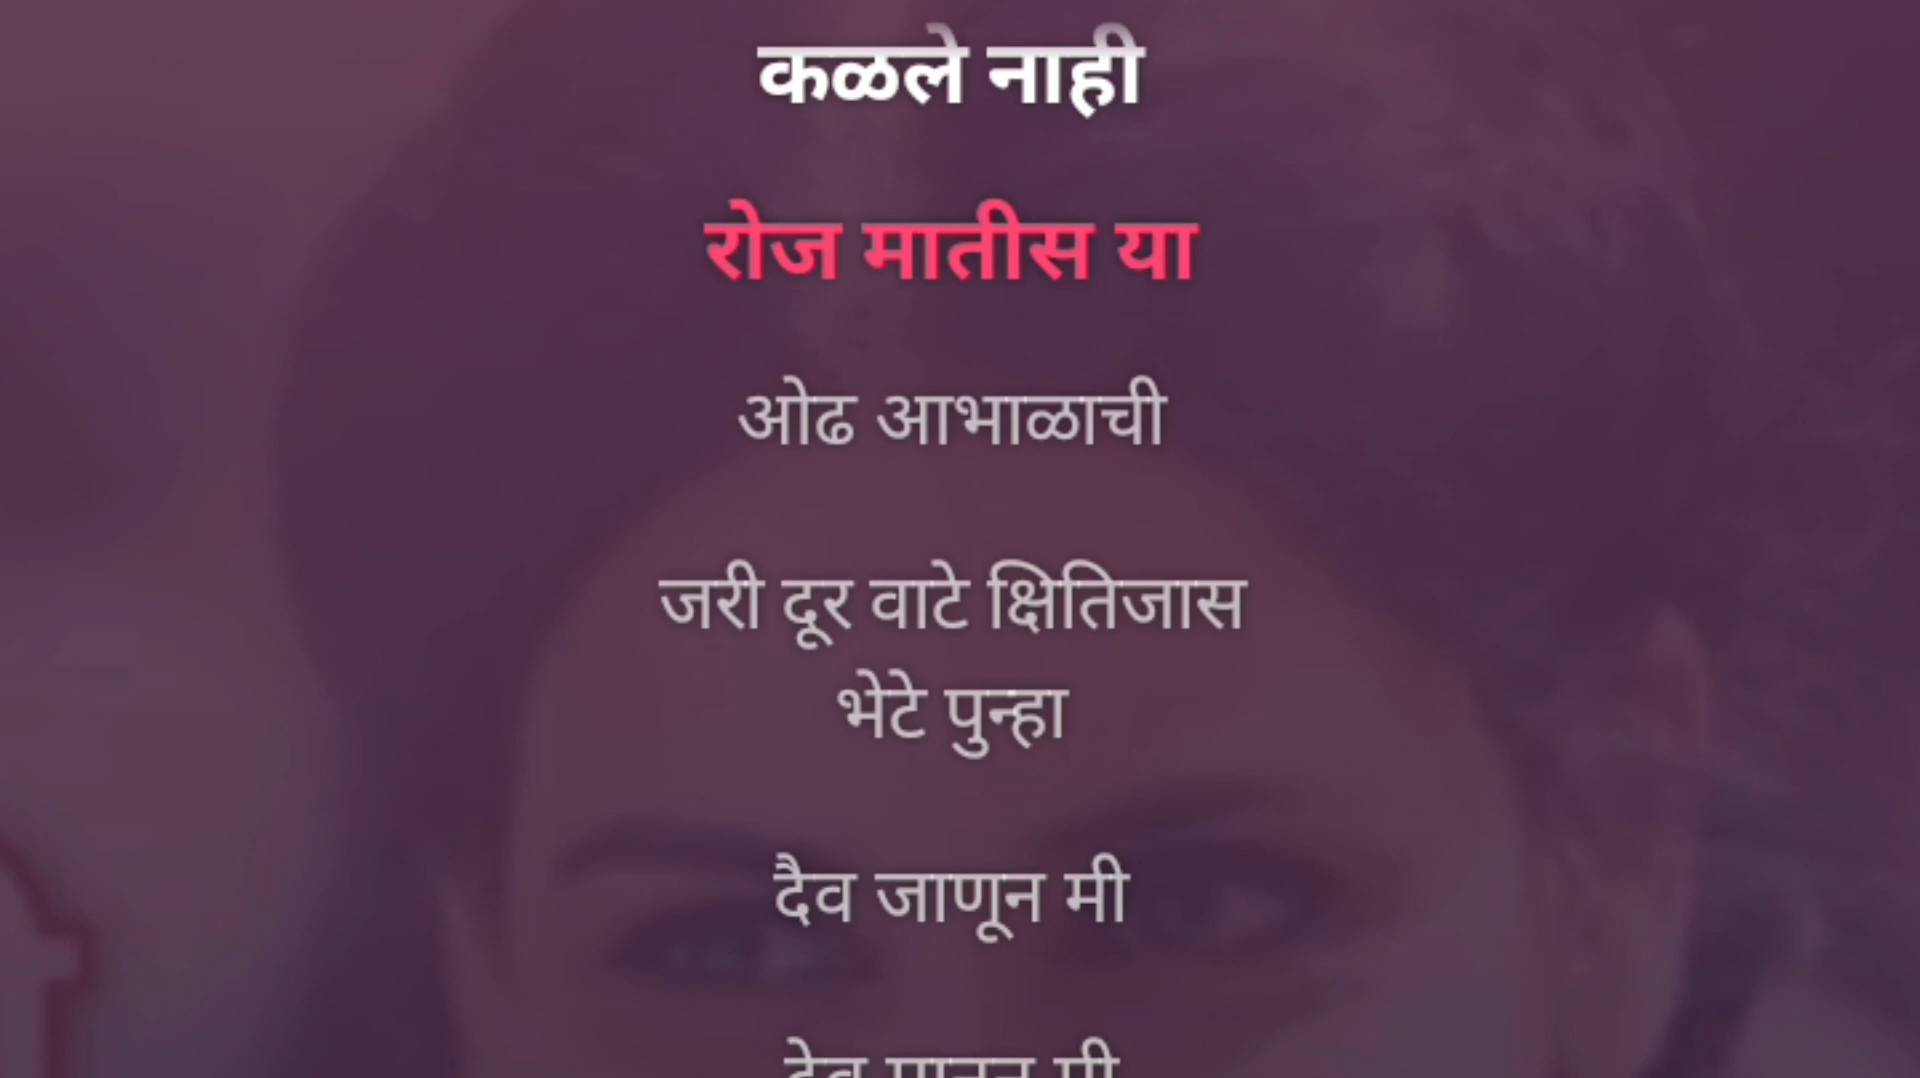 कळले नाही
रोज मातीस या
ओढ आभाळाची
जरी दूर वाटे क्षितिजास
भेटे पुन्हा
दैव जाणून मी
मी